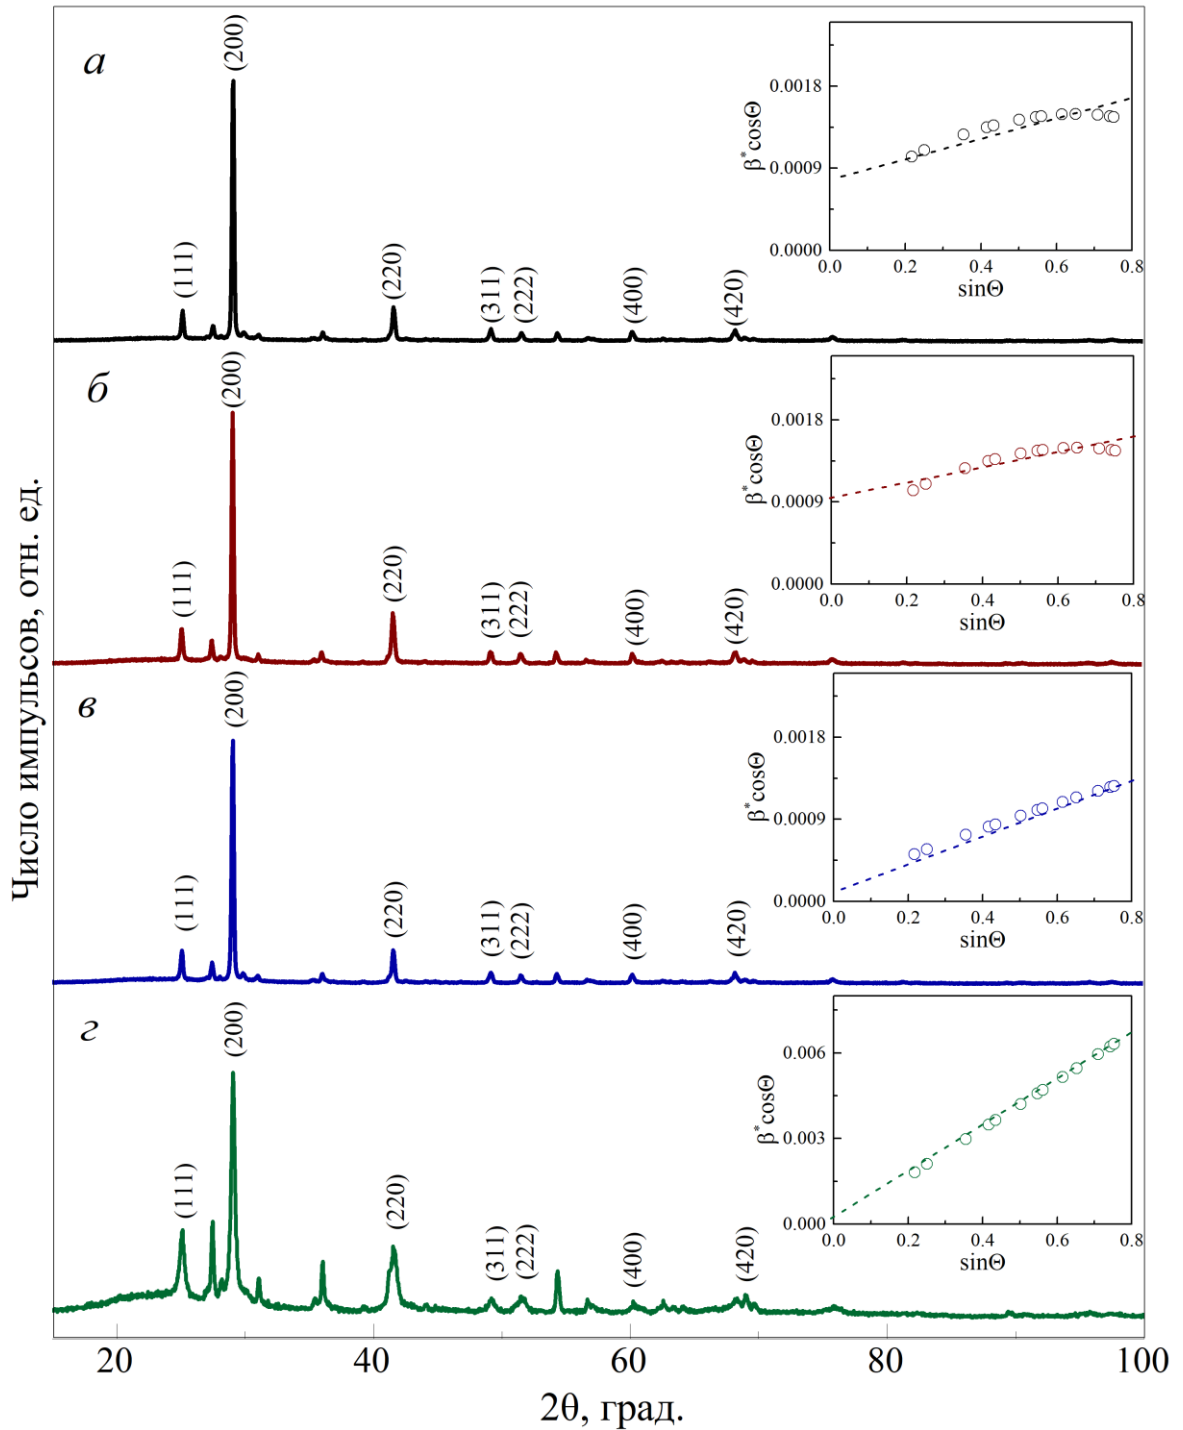 Число импульсов, отн. ед.
а
(111)
(200)
(220)
(311)
(222)
(400)
(420)
β*cosΘ
0.0018
0.0009
0.0000
0.0 0.2 0.4 0.6 0.8
sinΘ
б
(111)
(200)
(220)
(311)
(222)
(400)
(420)
β*cosΘ
0.0018
0.0009
0.0000
0.0 0.2 0.4 0.6 0.8
sinΘ
в
(111)
(200)
(220)
(311)
(222)
(400)
(420)
β*cosΘ
0.0018
0.0009
0.0000
0.0 0.2 0.4 0.6 0.8
sinΘ
г
(111)
(200)
(220)
(311)
(222)
(400)
(420)
β*cosΘ
0.006
0.003
0.000
0.0 0.2 0.4 0.6 0.8
sinΘ
20 40 60 80 100
2θ, град.